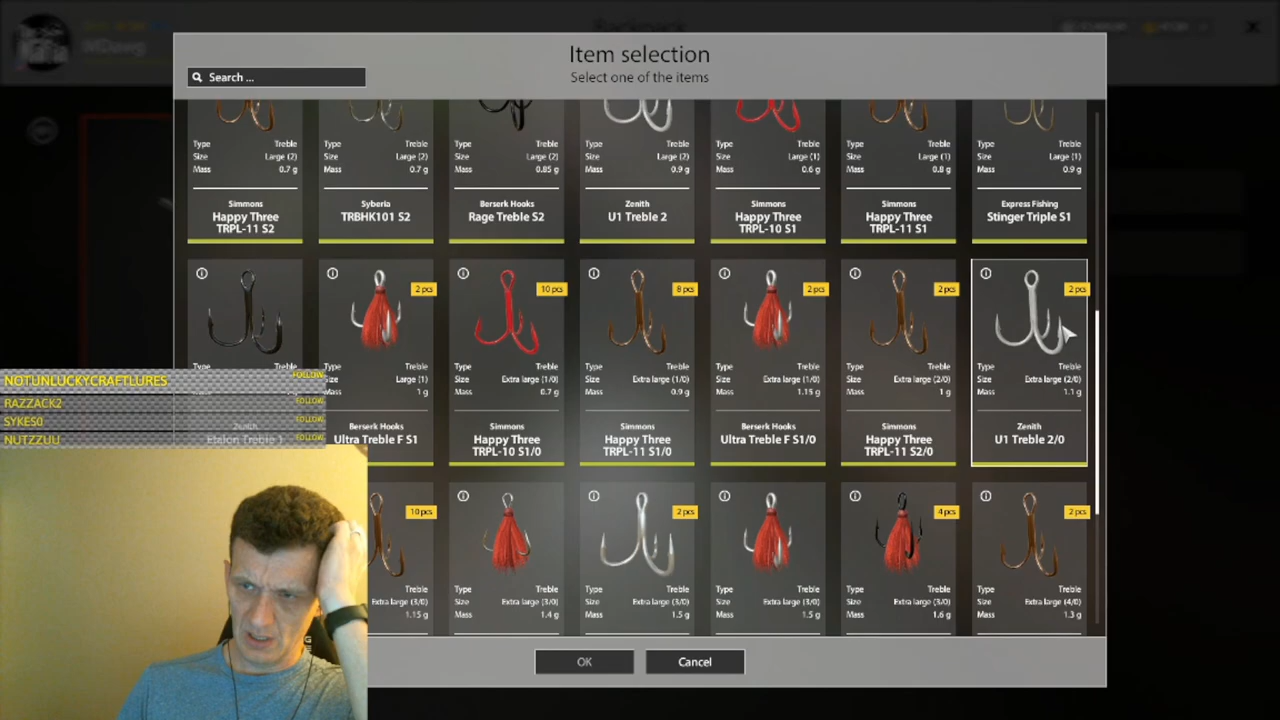 Item selection
Search ...
Select one of the items
Type Treble
Size Large (2)
Mass 0.7 g
Simmons
Happy Three
TRPL-11 S2
Type Treble
Size Large (2)
Mass 0.7 g
Syberia
TRBHK101 S2
Type Treble
Size Large (2)
Mass 0.85 g
Berserk Hooks
Rage Treble S2
Type Treble
Size Large (2)
Mass 0.9 g
Zenith
U1 Treble 2
Type Treble
Size Large (1)
Mass 0.6 g
Simmons
Happy Three
TRPL-10 S1
Type Treble
Size Large (1)
Mass 0.8 g
Simmons
Happy Three
TRPL-11 S1
Type Treble
Size Large (1)
Mass 0.9 g
Express Fishing
Stinger Triple S1
Type Treble
Zenith
Etalon Treble 1
2 pcs
Type Treble
Large (1)
1 g
Berserk Hooks
Ultra Treble F S1
10 pcs
Type Treble
Size Extra large (1/0)
Mass 0.7 g
Simmons
Happy Three
TRPL-10 S1/0
8 pcs
Type Treble
Size Extra large (1/0)
Mass 0.9 g
Simmons
Happy Three
TRPL-11 S1/0
2 pcs
Type Treble
Size Extra large (1/0)
Mass 1.15 g
Berserk Hooks
Ultra Treble F S1/0
2 pcs
Type Treble
Size Extra large (2/0)
Mass 1 g
Simmons
Happy Three
TRPL-11 S2/0
2 pcs
Type Treble
Size Extra large (2/0)
Mass 1.1 g
Zenith
U1 Treble 2/0
NOTUNLUCKYCRAFTLURES FOLLOW
RAZZACK2 FOLLOW
SYKES0 FOLLOW
NUTZZUU FOLLOW
10 pcs
Treble
Extra large (3/0)
1.15 g
Type Treble
Size Extra large (3/0)
Mass 1.4 g
2 pcs
Type Treble
Size Extra large (3/0)
Mass 1.5 g
Type Treble
Size Extra large (3/0)
Mass 1.5 g
4 pcs
Type Treble
Size Extra large (3/0)
Mass 1.6 g
2 pcs
Type Treble
Size Extra large (4/0)
Mass 1.3 g
OK
Cancel